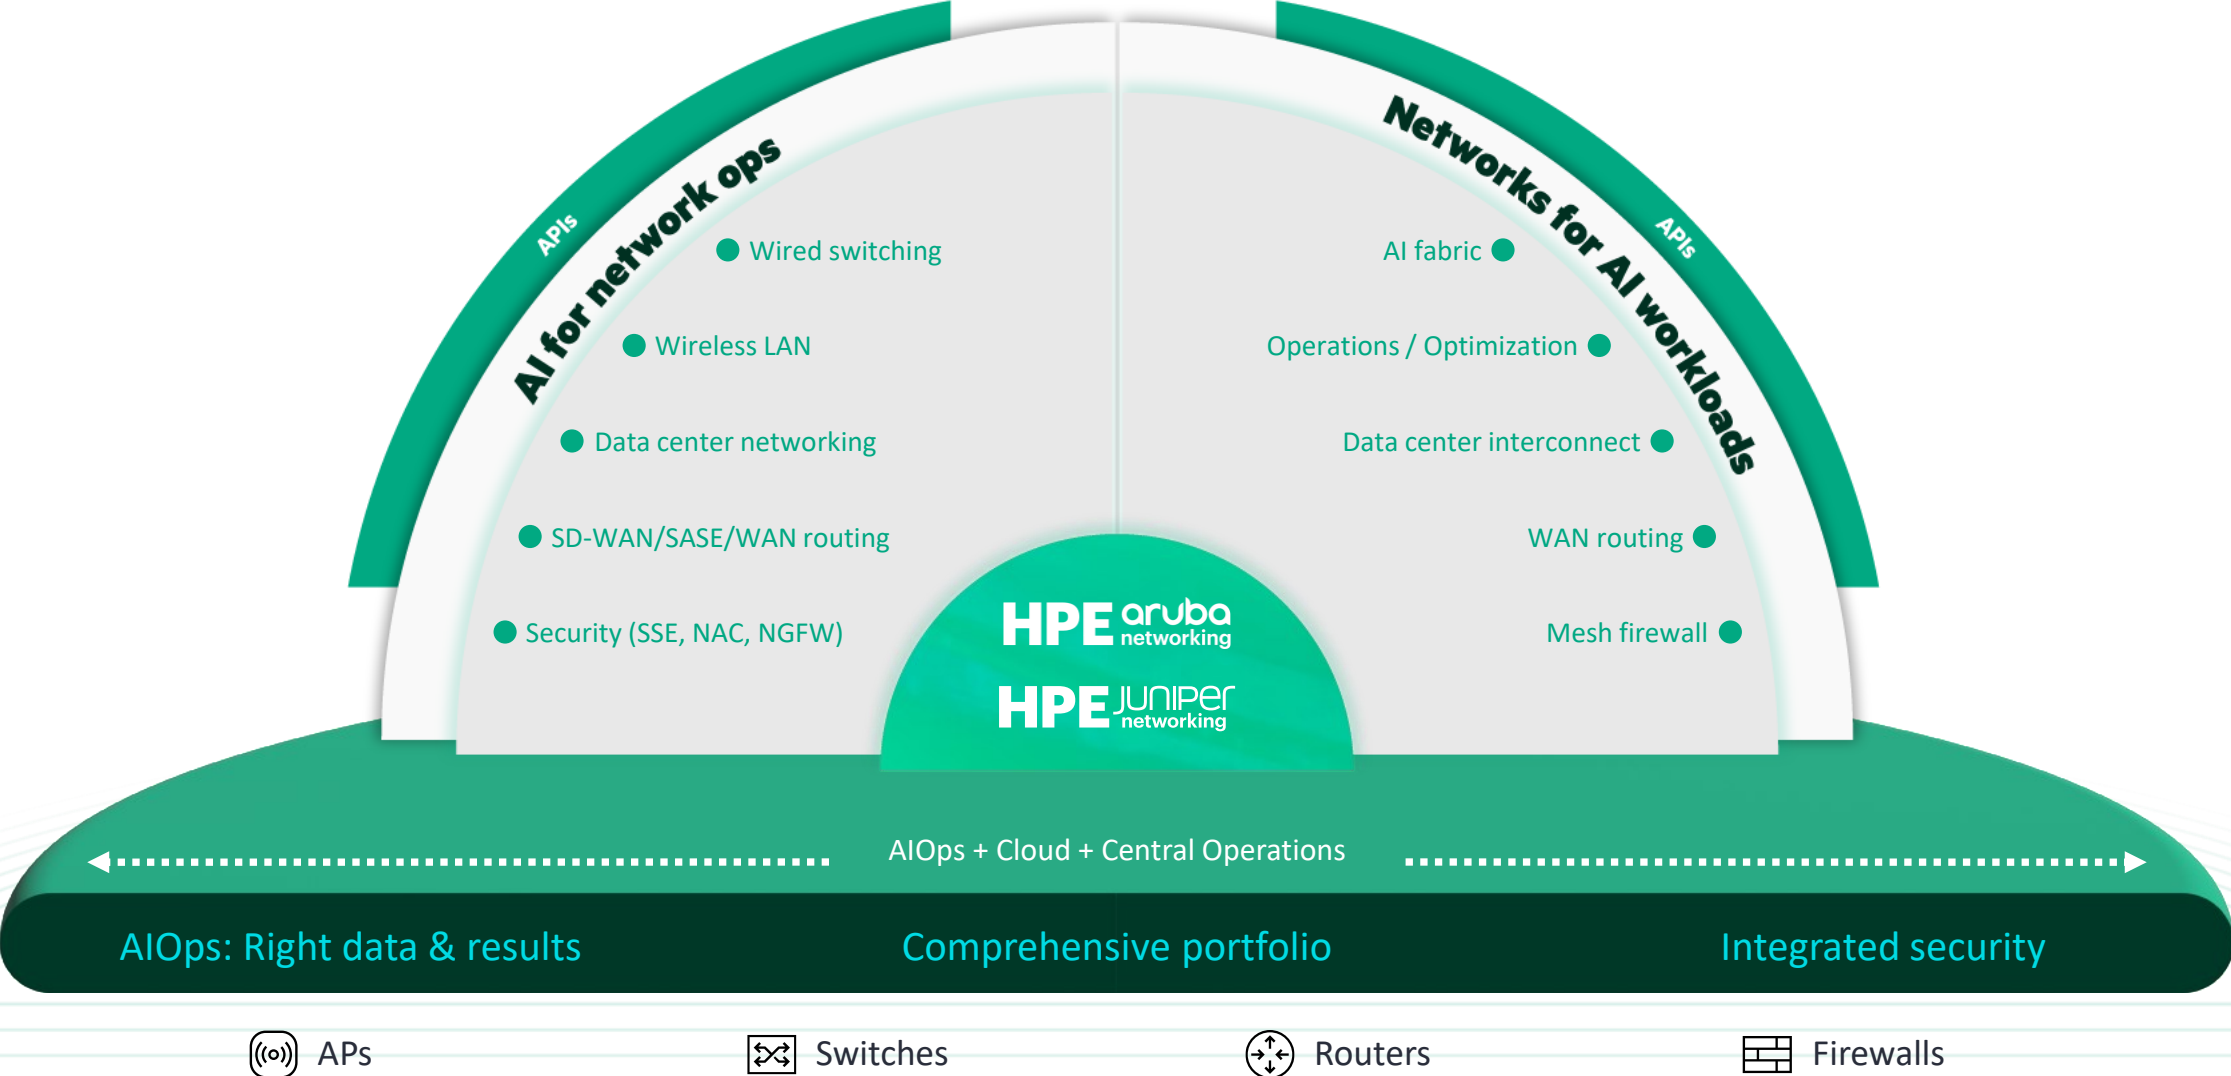 APIs
AI for network ops
Wired switching
Wireless LAN
Data center networking
SD-WAN/SASE/WAN routing
Security (SSE, NAC, NGFW)
APIs
Networks for AI workloads
AI fabric
Operations / Optimization
Data center interconnect
WAN routing
Mesh firewall
HPE aruba networking
HPE JUNIPer networking
AIOps + Cloud + Central Operations
AIOps: Right data & results
Comprehensive portfolio
Integrated security
APs
Switches
Routers
Firewalls